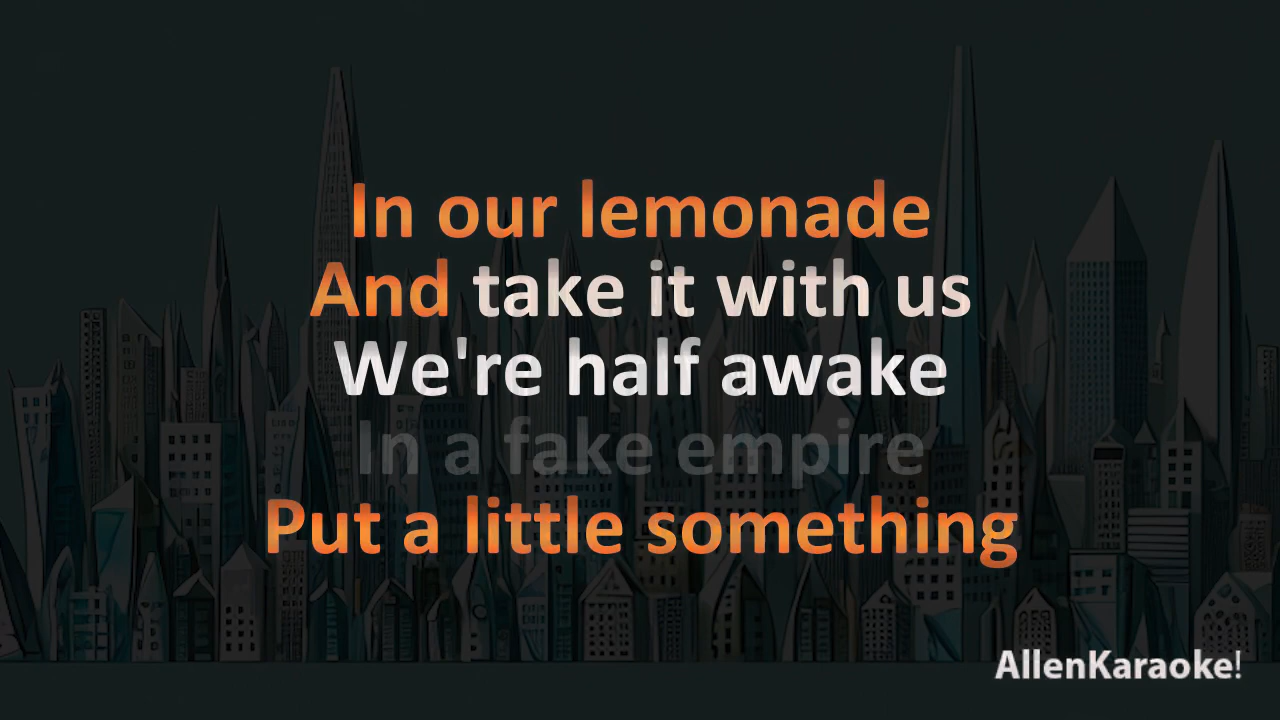 In our lemonade
And take it with us
We're half awake
In a fake empire
Put a little something
AllenKaraoke!